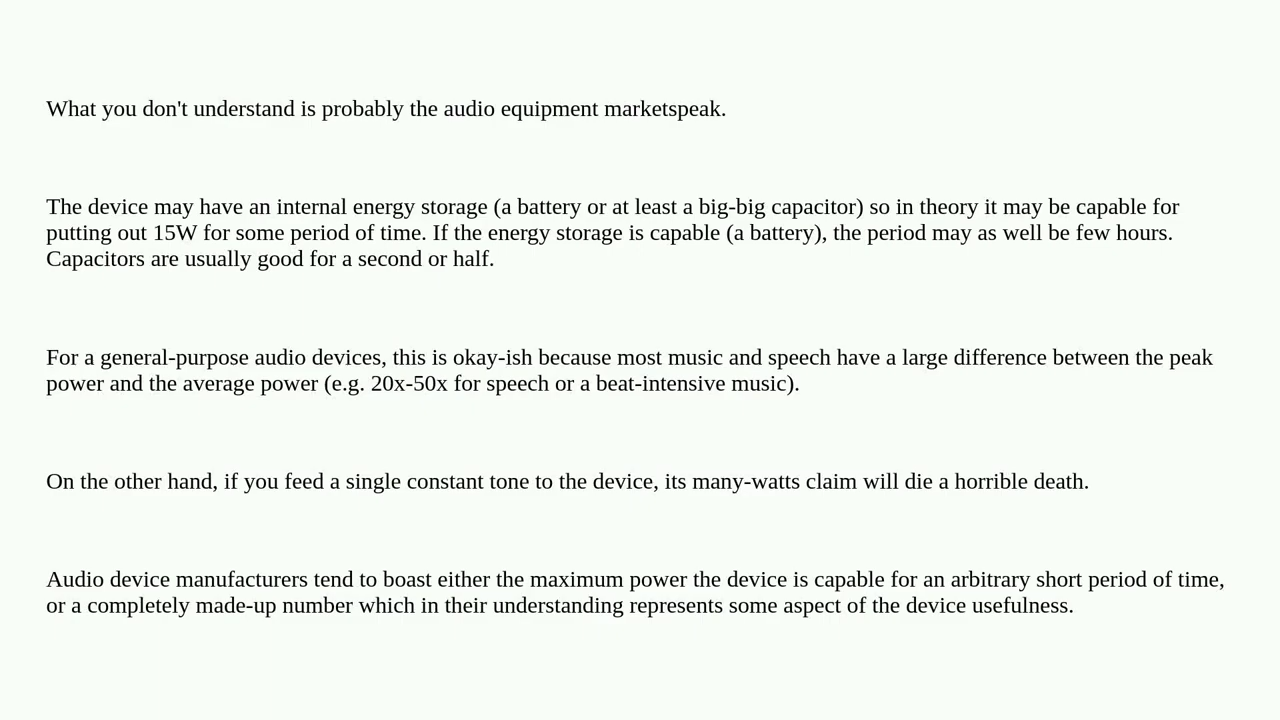 What you don't understand is probably the audio equipment marketspeak.
The device may have an internal energy storage (a battery or at least a big-big capacitor) so in theory it may be capable for
putting out 15W for some period of time. If the energy storage is capable (a battery), the period may as well be few hours.
Capacitors are usually good for a second or half.
For a general-purpose audio devices, this is okay-ish because most music and speech have a large difference between the peak
power and the average power (e.g. 20x-50x for speech or a beat-intensive music).
On the other hand, if you feed a single constant tone to the device, its many-watts claim will die a horrible death.
Audio device manufacturers tend to boast either the maximum power the device is capable for an arbitrary short period of time,
or a completely made-up number which in their understanding represents some aspect of the device usefulness.